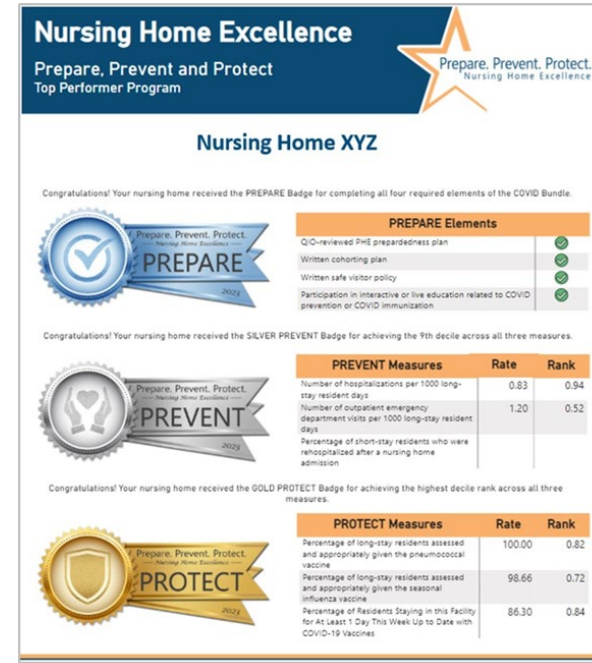 Nursing Home Excellence
Prepare, Prevent and Protect
Top Performer Program
Prepare. Prevent. Protect.
Nursing Home Excellence
Nursing Home XYZ
Congratulations! Your nursing home received the PREPARE Badge for completing all four required elements of the COVID Bundle.
Prepare. Prevent. Protect.
Nursing Home Excellence
PREPARE
2023
PREPARE Elements
QIO-reviewed PHE preparedness plan
Written cohorting plan
Written safe visitor policy
Participation in interactive or live education related to COVID
prevention or COVID immunization
Congratulations! Your nursing home received the SILVER PREVENT Badge for achieving the 9th decile across all three measures.
Prepare. Prevent. Protect.
Nursing Home Excellence
PREVENT
2023
PREVENT Measures Rate Rank
Number of hospitalizations per 1000 long- 0.83 0.94
stay resident days
Number of outpatient emergency 1.20 0.52
department visits per 1000 long-stay resident
days
Percentage of short-stay residents who were
rehospitalized after a nursing home
admission
Congratulations! Your nursing home received the GOLD PROTECT Badge for achieving the highest decile rank across all three
measures.
Prepare. Prevent. Protect.
Nursing Home Excellence
PROTECT
2023
PROTECT Measures Rate Rank
Percentage of long-stay residents assessed 100.00 0.82
and appropriately given the pneumococcal
vaccine
Percentage of long-stay residents assessed 98.66 0.72
and appropriately given the seasonal
influenza vaccine
Percentage of Residents Staying in this Facility 86.30 0.84
for At Least 1 Day This Week Up to Date with
COVID-19 Vaccines